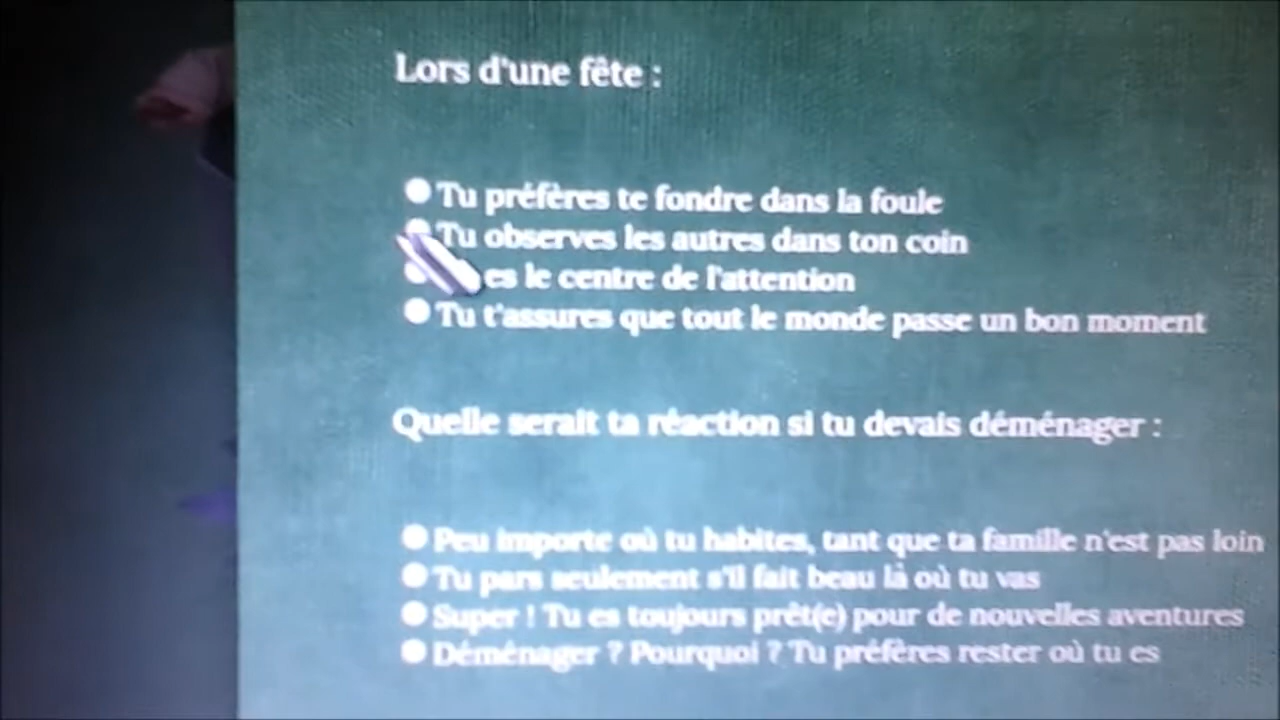 Lors d'une fête :
Tu préfères te fondre dans la foule
Tu observes les autres dans ton coin
es le centre de l'attention
Tu t'assures que tout le monde passe un bon moment
Quelle serait ta réaction si tu devais déménager :
Peu importe où tu habites, tant que ta famille n'est pas loin
Tu pars seulement s'il fait beau là où tu vas
Super ! Tu es toujours prêt(e) pour de nouvelles aventures
Déménager ? Pourquoi ? Tu préfères rester où tu es